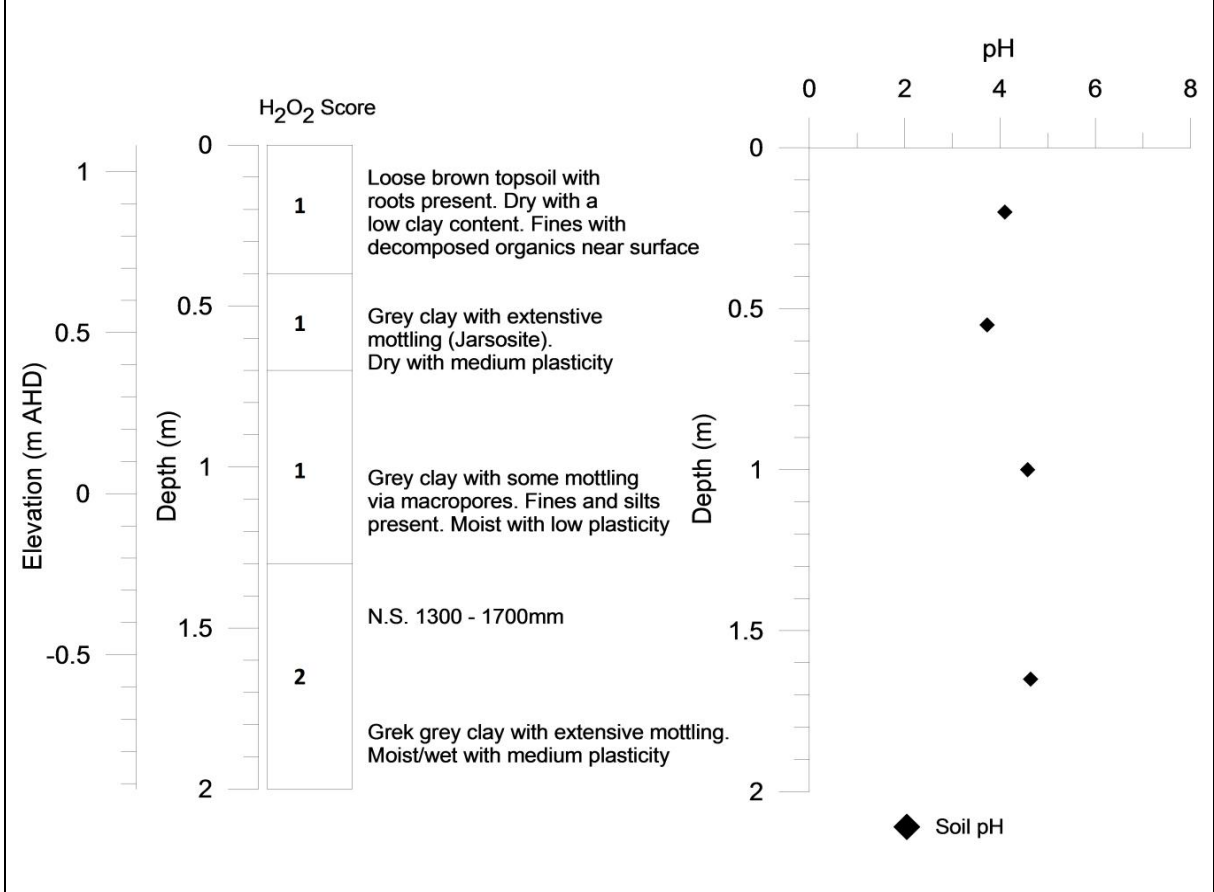 H2O2 Score
0
1
Loose brown topsoil with
roots present. Dry with a
low clay content. Fines with
decomposed organics near surface
0.5
1
Grey clay with extenstive
mottling (Jarsosite).
Dry with medium plasticity
1
1
Grey clay with some mottling
via macropores. Fines and silts
present. Moist with low plasticity
N.S. 1300 - 1700mm
1.5
2
Grek grey clay with extensive mottling.
Moist/wet with medium plasticity
2
Depth (m)
1
0.5
0
-0.5
Elevation (m AHD)
pH
0 2 4 6 8
0
0.5
1
1.5
2
Depth (m)
Soil pH